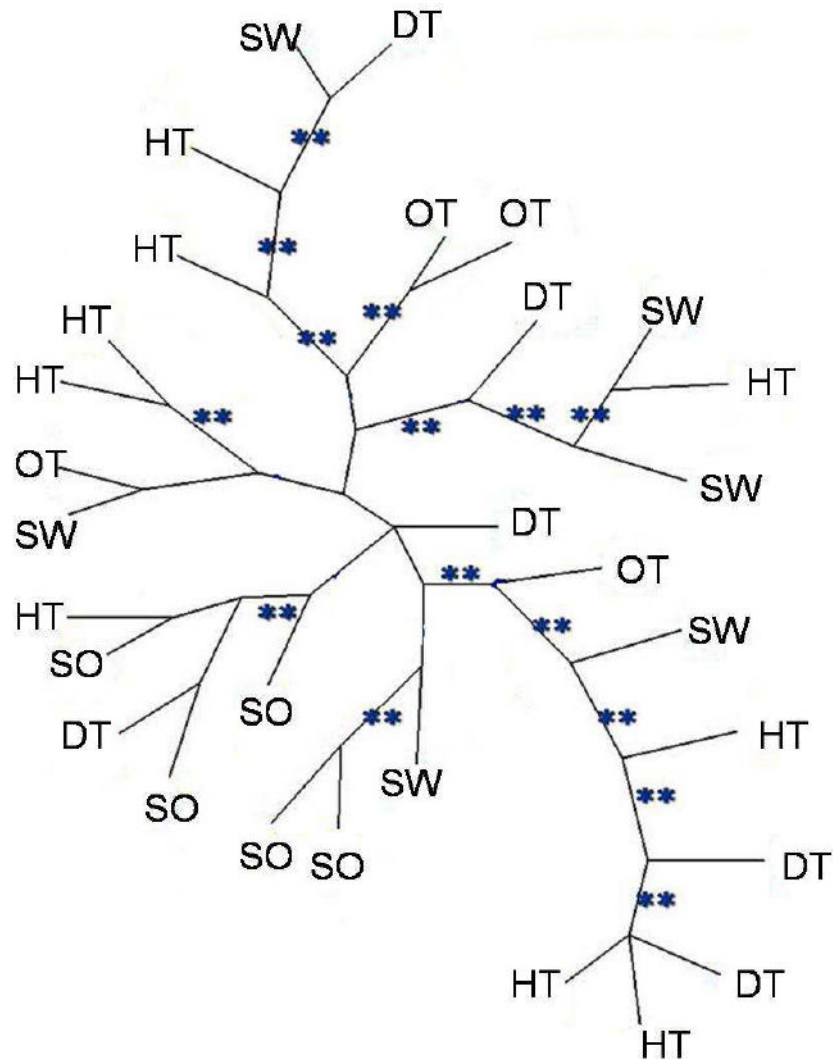 SW DT
**
HT
OT OT
HT **
DT
** SW
HT **
HT HT
** ** **
**
OT
SW
SW
DT
** OT
HT ** ** SW
SO
SO
DT ** ** HT
SW
SO **
SO SO DT
**
HT DT
HT